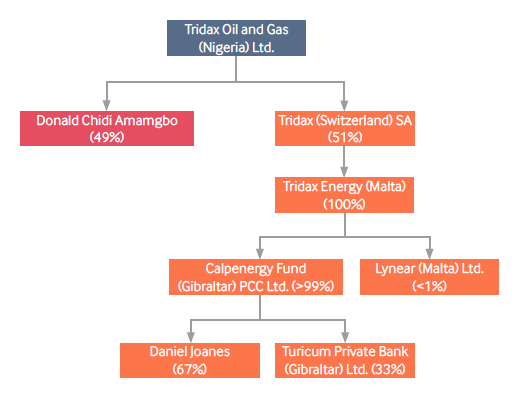 Tridax Oil and Gas
(Nigeria) Ltd.
Donald Chidi Amamgbo
(49%)
Tridax (Switzerland) SA
(51%)
Tridax Energy (Malta)
(100%)
Calpenergy Fund
(Gibraltar) PCC Ltd. (>99%)
Lynear (Malta) Ltd.
(<1%)
Daniel Joanes
(67%)
Turicum Private Bank
(Gibraltar) Ltd. (33%)